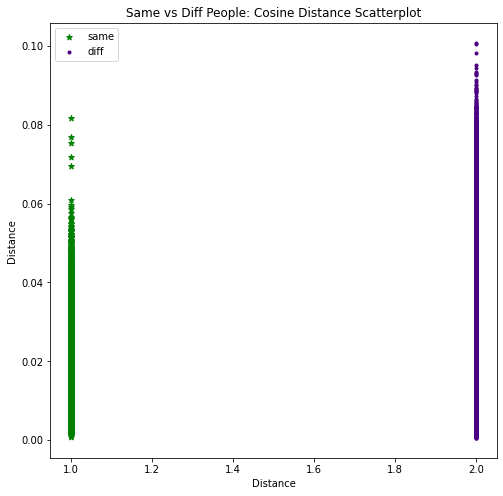 Same vs Diff People: Cosine Distance Scatterplot
same
diff
0.10
0.08
0.06
0.04
0.02
0.00
Distance
1.0 1.2 1.4 1.6 1.8 2.0
Distance